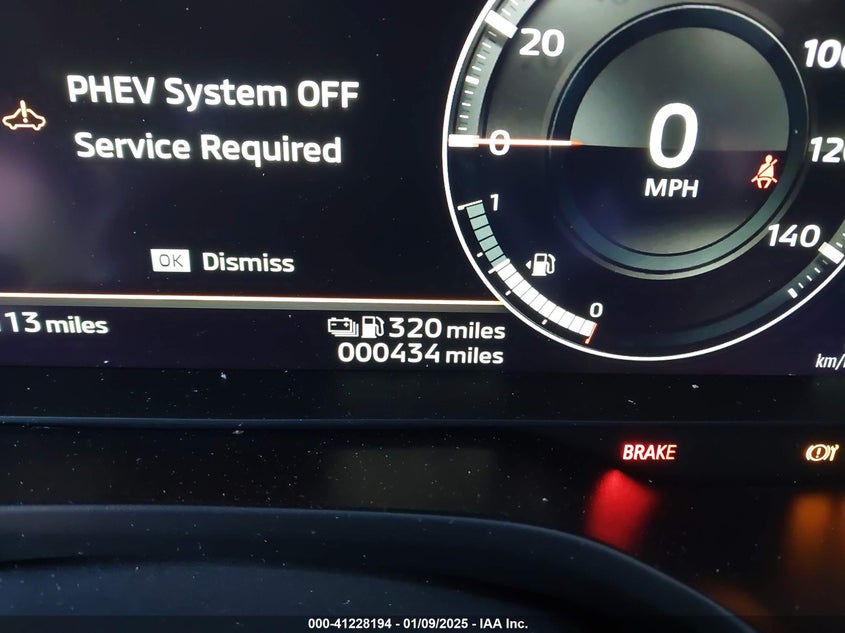 PHEV System OFF
Service Required
OK Dismiss
13 miles
320 miles
000434 miles
20
0
100
120
140
0
MPH
1
0
km/
BRAKE
000-41228194 - 01/09/2025 - IAA Inc.